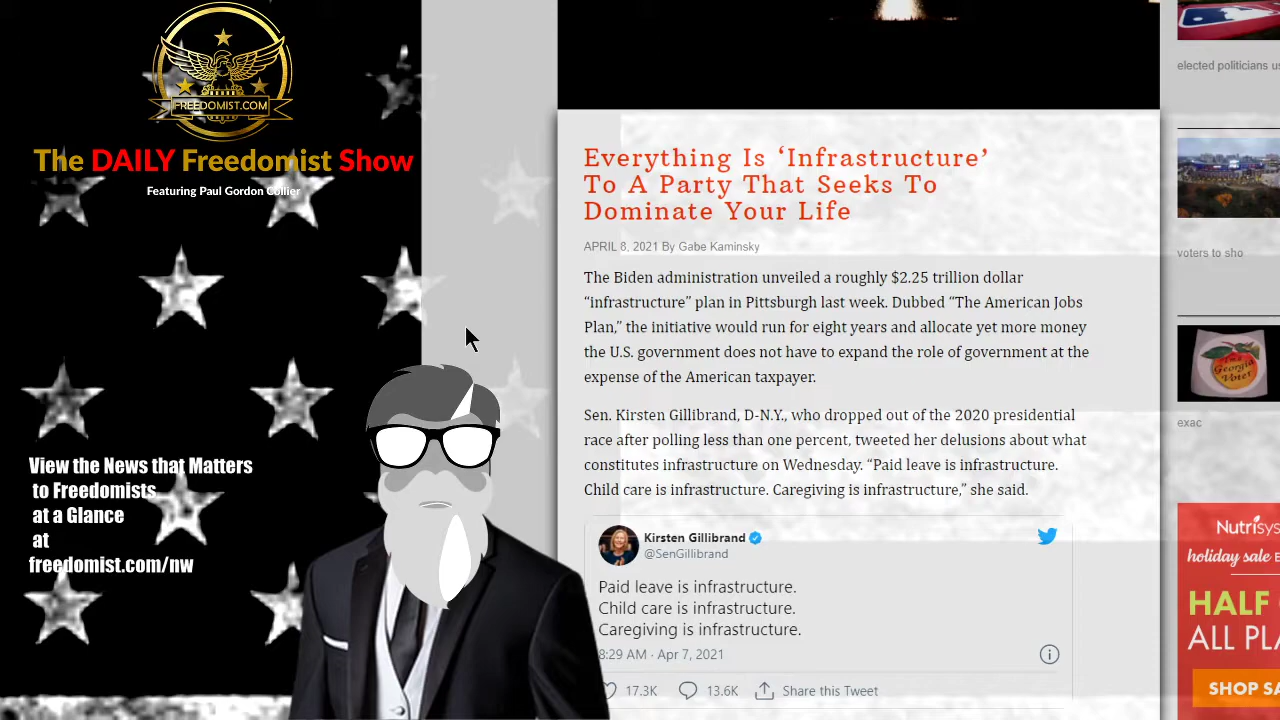 FREEDOMIST.COM
The DAILY Freedomist Show
Featuring Paul Gordon Collier
View the News that Matters
to Freedomists
at a Glance
at
freedomist.com/nw
Everything Is ‘Infrastructure’
To A Party That Seeks To
Dominate Your Life
APRIL 8, 2021 By Gabe Kaminsky
The Biden administration unveiled a roughly $2.25 trillion dollar
“infrastructure” plan in Pittsburgh last week. Dubbed “The American Jobs
Plan,” the initiative would run for eight years and allocate yet more money
the U.S. government does not have to expand the role of government at the
expense of the American taxpayer.
Sen. Kirsten Gillibrand, D-N.Y., who dropped out of the 2020 presidential
race after polling less than one percent, tweeted her delusions about what
constitutes infrastructure on Wednesday. “Paid leave is infrastructure.
Child care is infrastructure. Caregiving is infrastructure,” she said.
Kirsten Gillibrand
@SenGillibrand
Paid leave is infrastructure.
Child care is infrastructure.
Caregiving is infrastructure.
8:29 AM · Apr 7, 2021
17.3K 13.6K Share this Tweet
elected politicians us
voters to sho
Georgia
Voter
exac
Nutrisys
holiday sale E
HALF
ALL PLA
SHOP SA